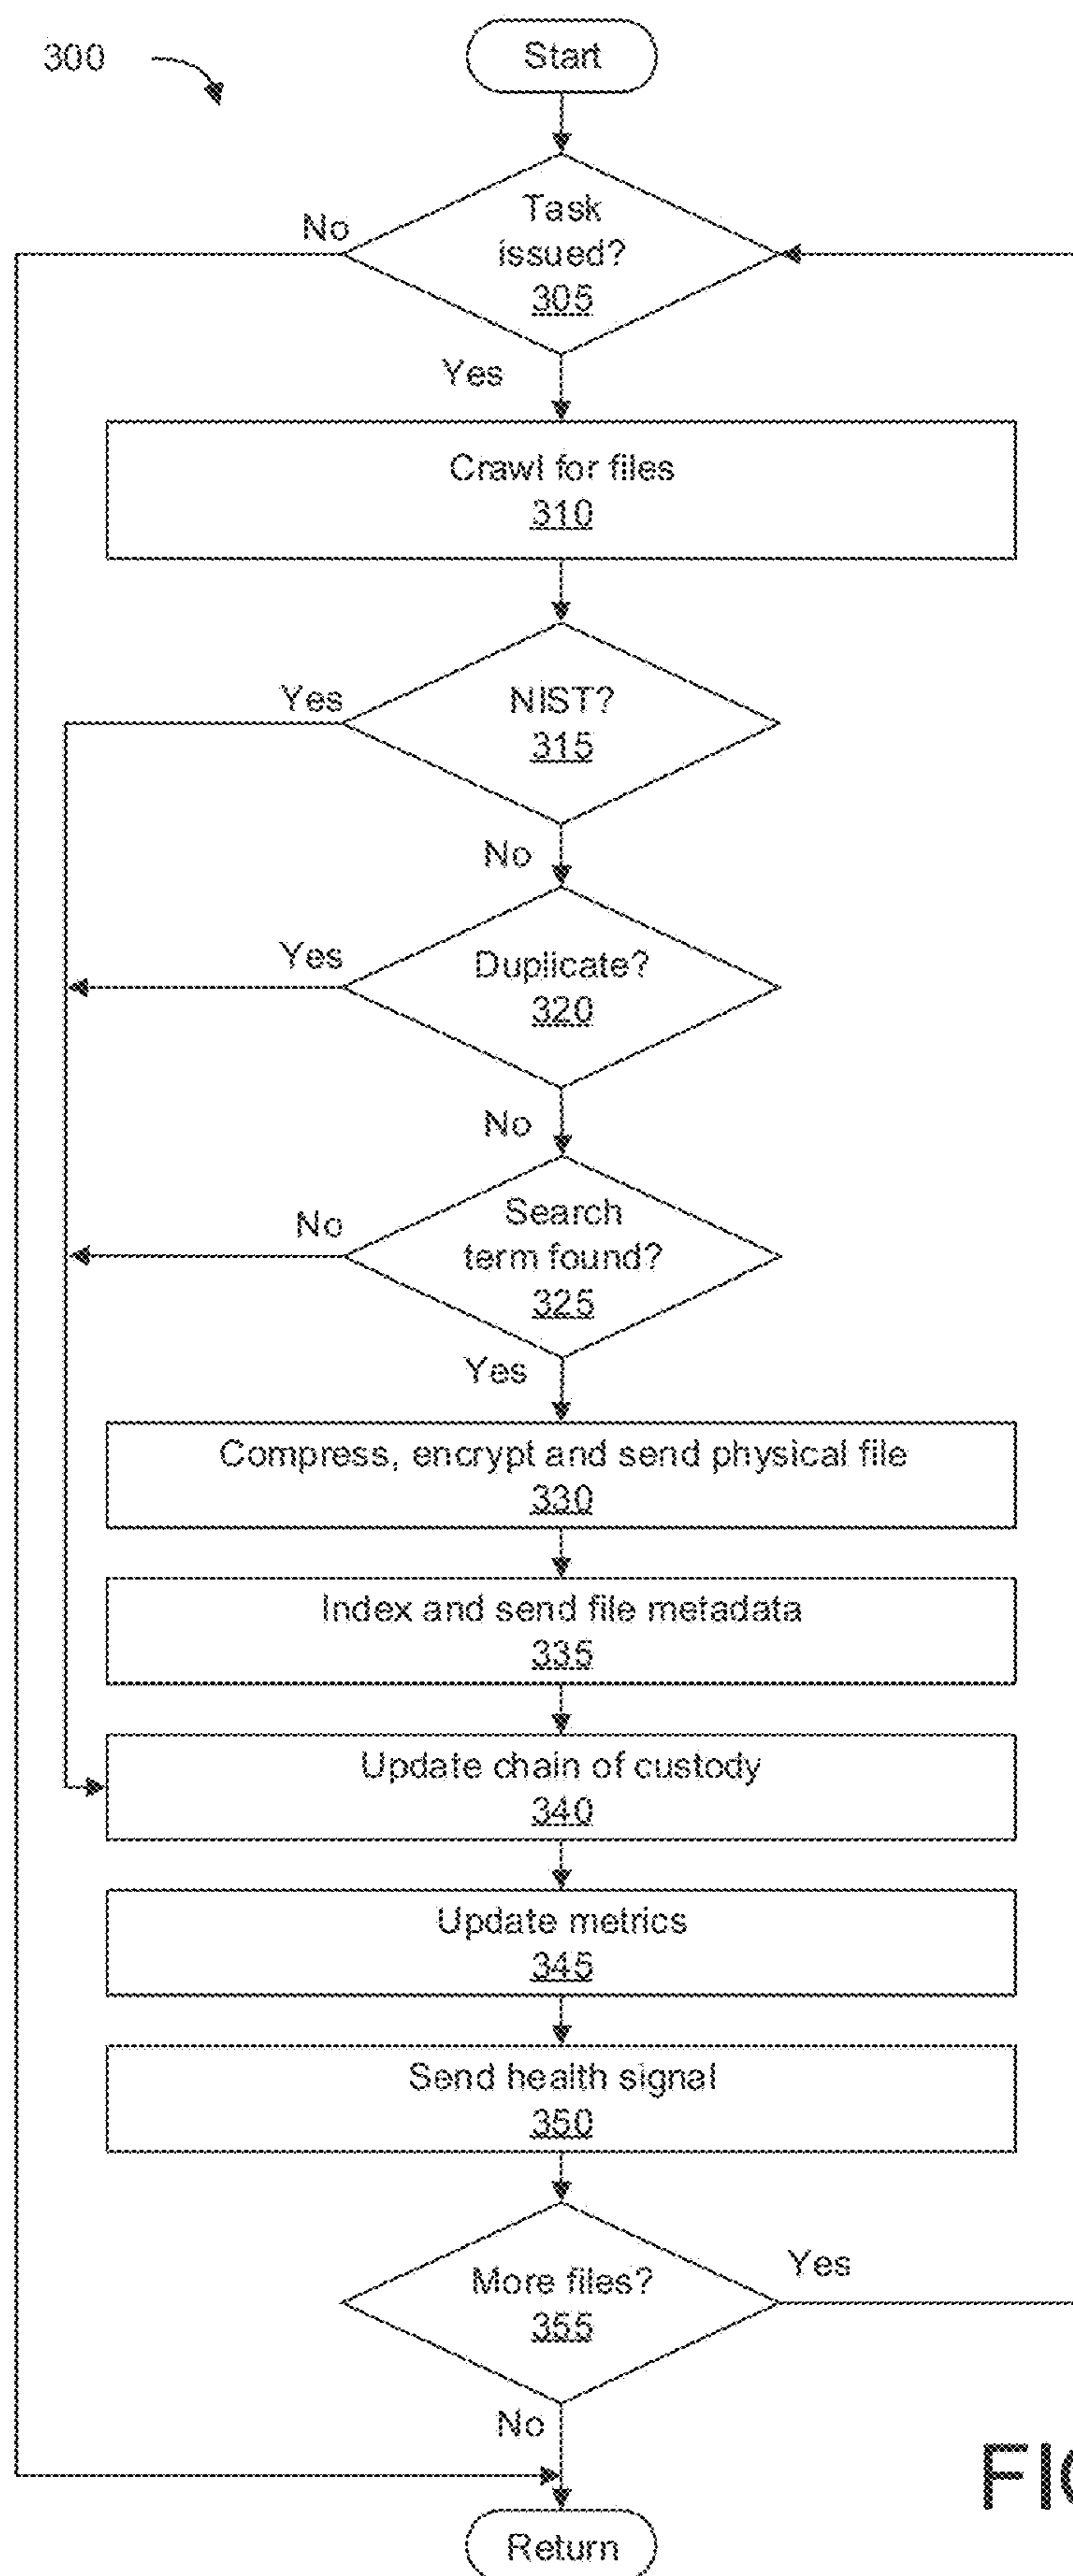 300
Start
No
Task
issued?
305
Yes
Crawl for files
310
Yes
NIST?
315
No
Yes
Duplicate?
320
No
No
Search
term found?
325
Yes
Compress, encrypt and send physical file
330
Index and send file metadata
335
Update chain of custody
340
Update metrics
345
Send health signal
350
Yes
More files?
355
No
Return